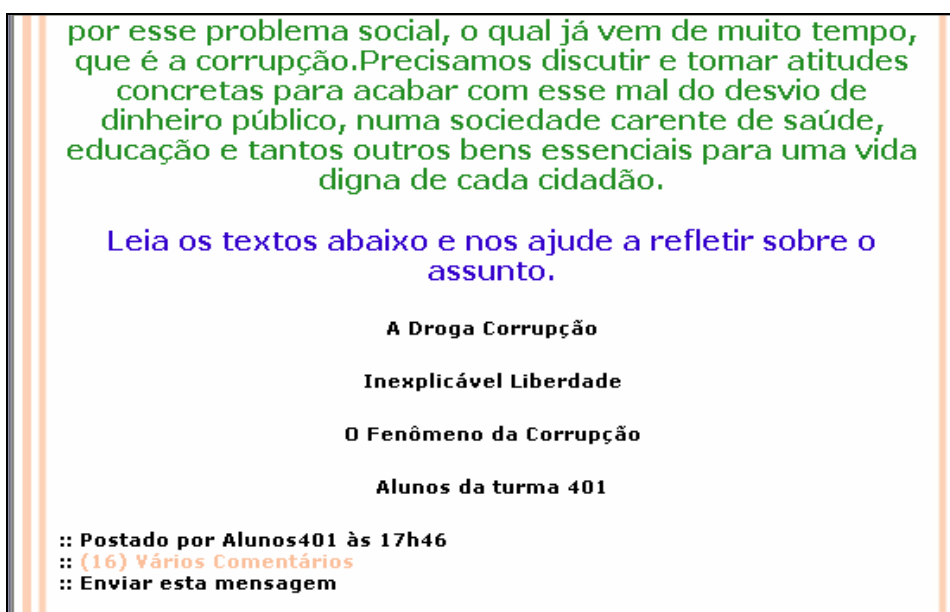 por esse problema social, o qual já vem de muito tempo,
que é a corrupção.Precisamos discutir e tomar atitudes
concretas para acabar com esse mal do desvio de
dinheiro público, numa sociedade carente de saúde,
educação e tantos outros bens essenciais para uma vida
digna de cada cidadão.
Leia os textos abaixo e nos ajude a refletir sobre o
assunto.
A Droga Corrupção
Inexplicável Liberdade
O Fenômeno da Corrupção
Alunos da turma 401
:: Postado por Alunos401 às 17h46
:: (16) Vários Comentários
:: Enviar esta mensagem